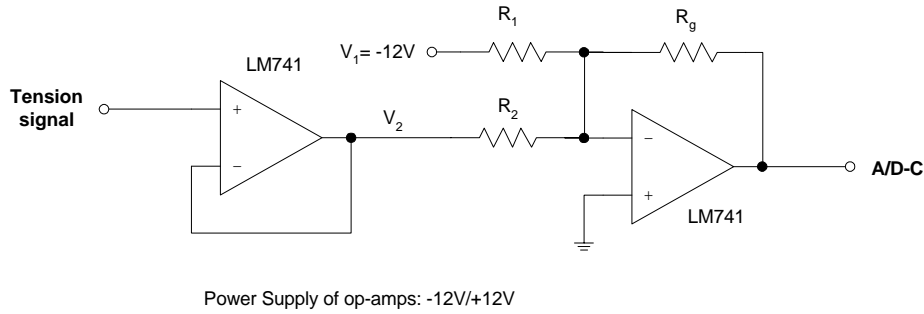 R1
Rg
V1= -12V
LM741
Tension
signal
+
−
V2
R2
−
+
A/D-C
LM741
Power Supply of op-amps: -12V/+12V